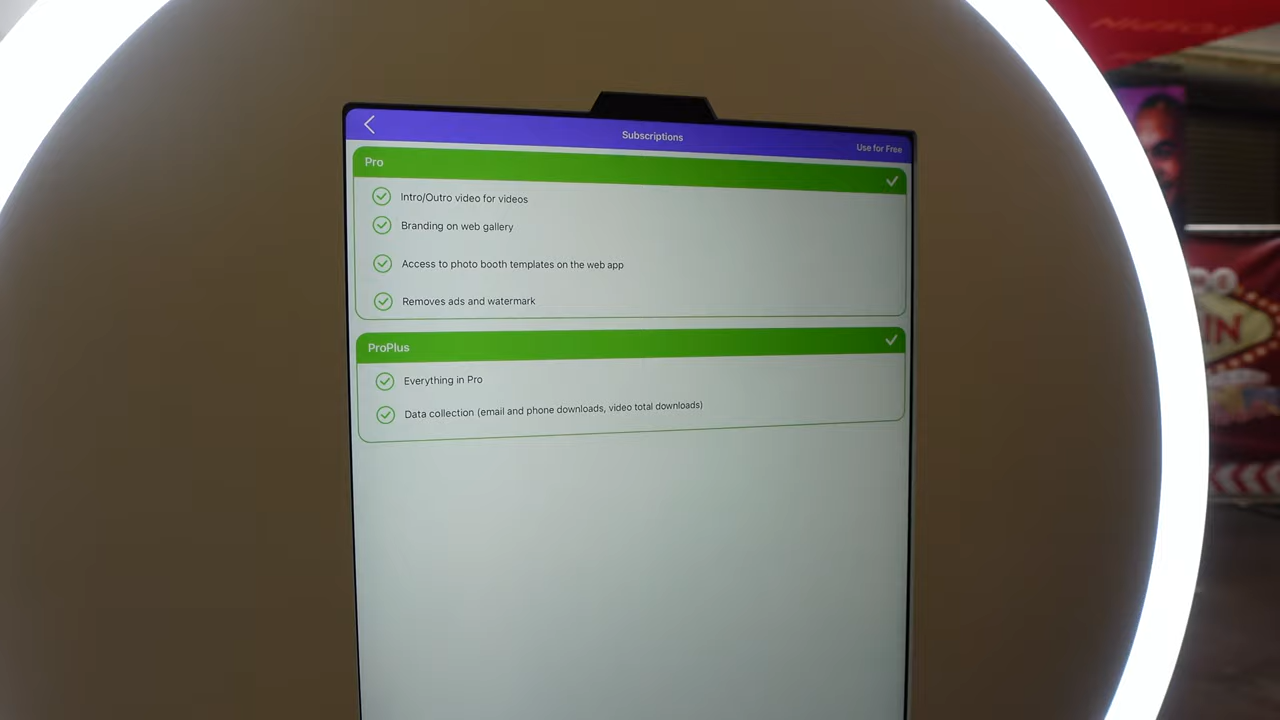 Subscriptions
Use for Free
Pro
Intro/Outro video for videos
Branding on web gallery
Access to photo booth templates on the web app
Removes ads and watermark
ProPlus
Everything in Pro
Data collection (email and phone downloads, video total downloads)